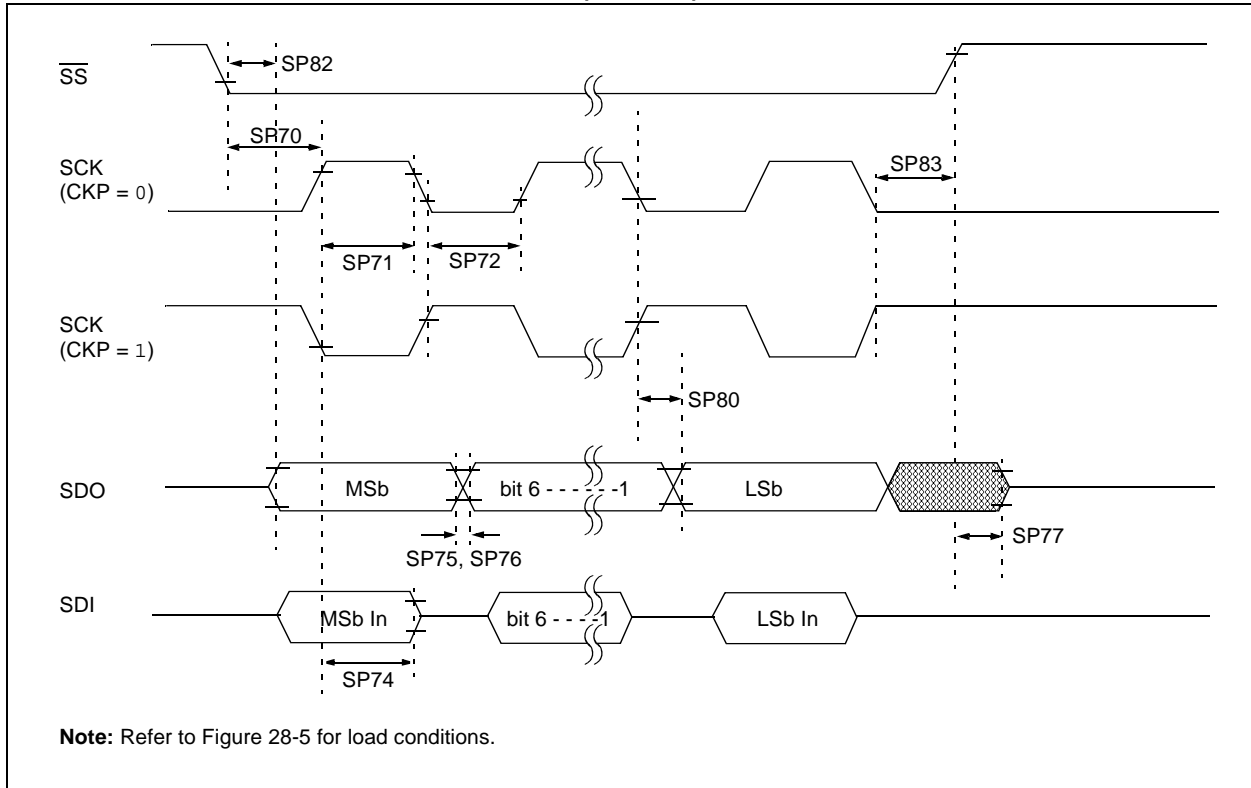 SS
SP82
SP70
SCK
(CKP = 0)
SP83
SP71
SP72
SCK
(CKP = 1)
SP80
SDO
MSb
bit 6 - - - - - -1
LSb
SP75, SP76
SP77
SDI
MSb In
bit 6 - - - -1
LSb In
SP74
Note: Refer to Figure 28-5 for load conditions.